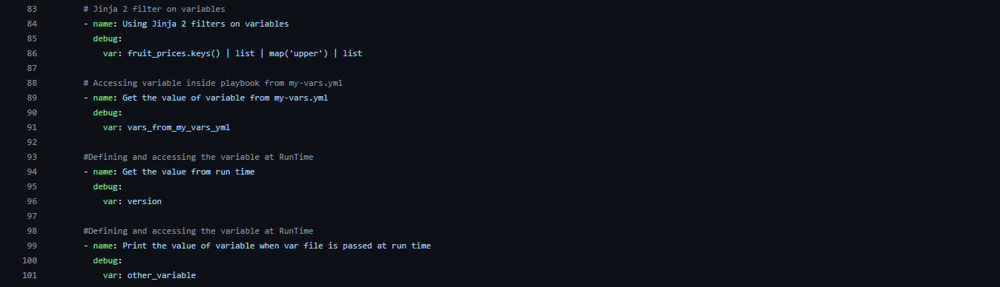 83 # Jinja 2 filter on variables
84 - name: Using Jinja 2 filters on variables
85 debug:
86 var: fruit_prices.keys() | list | map('upper') | list
87
88 # Accessing variable inside playbook from my-vars.yml
89 - name: Get the value of variable from my-vars.yml
90 debug:
91 var: vars_from_my_vars_yml
92
93 #Defining and accessing the variable at RunTime
94 - name: Get the value from run time
95 debug:
96 var: version
97
98 #Defining and accessing the variable at RunTime
99 - name: Print the value of variable when var file is passed at run time
100 debug:
101 var: other_variable